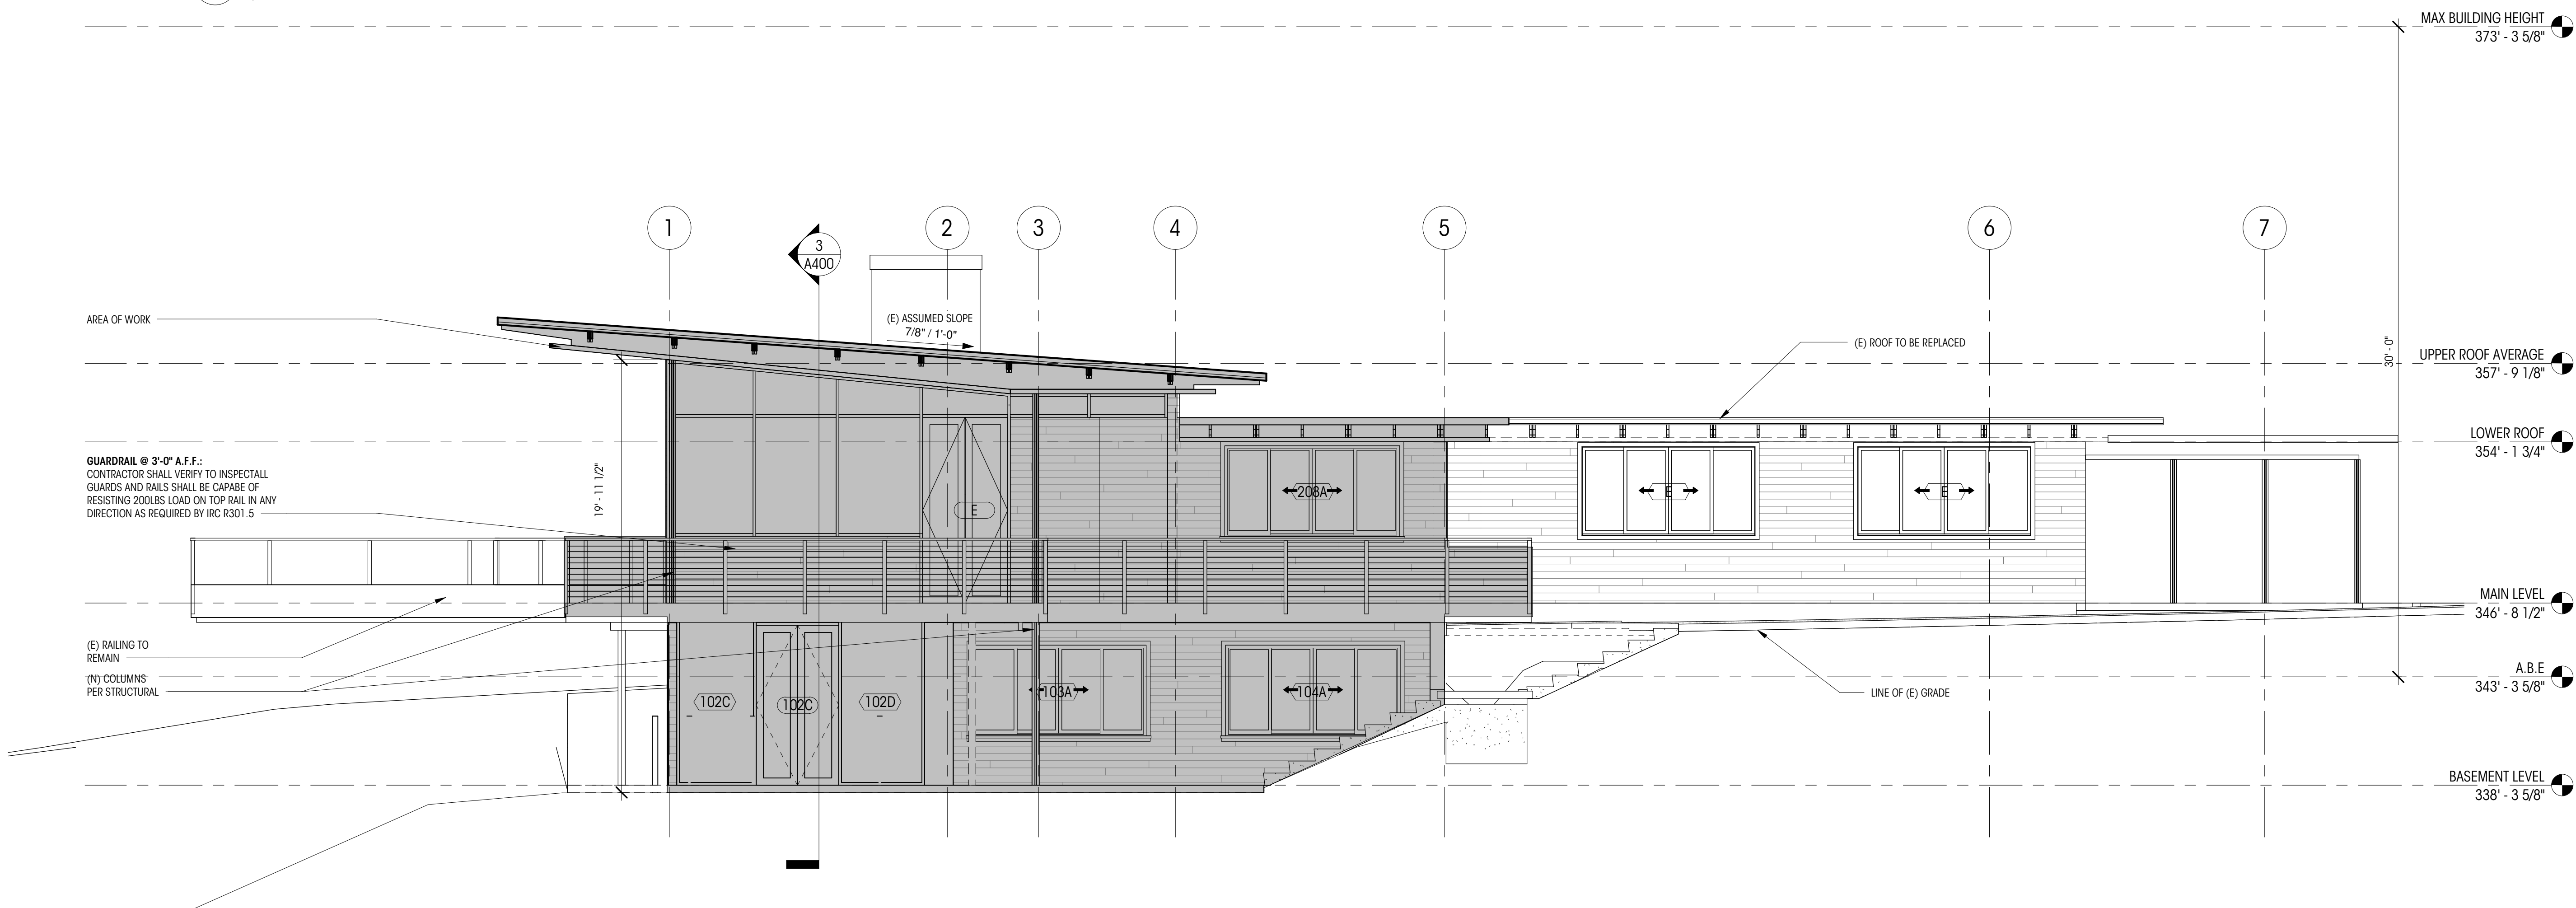 MAX BUILDING HEIGHT
373' - 3 5/8"
1
2
3
4
5
6
7
3
A400
AREA OF WORK
(E) ASSUMED SLOPE
7/8" / 1'-0"
(E) ROOF TO BE REPLACED
30' - 0"
UPPER ROOF AVERAGE
357' - 9 1/8"
LOWER ROOF
354' - 1 3/4"
GUARDRAIL @ 3'-0" A.F.F.:
CONTRACTOR SHALL VERIFY TO INSPECTALL
GUARDS AND RAILS SHALL BE CAPABE OF
RESISTING 200LBS LOAD ON TOP RAIL IN ANY
DIRECTION AS REQUIRED BY IRC R301.5
19' - 11 1/2"
E
208A
E
E
MAIN LEVEL
346' - 8 1/2"
(E) RAILING TO
REMAIN
(N) COLUMNS
PER STRUCTURAL
A.B.E
343' - 3 5/8"
102C
102C
102D
103A
104A
LINE OF (E) GRADE
BASEMENT LEVEL
338' - 3 5/8"